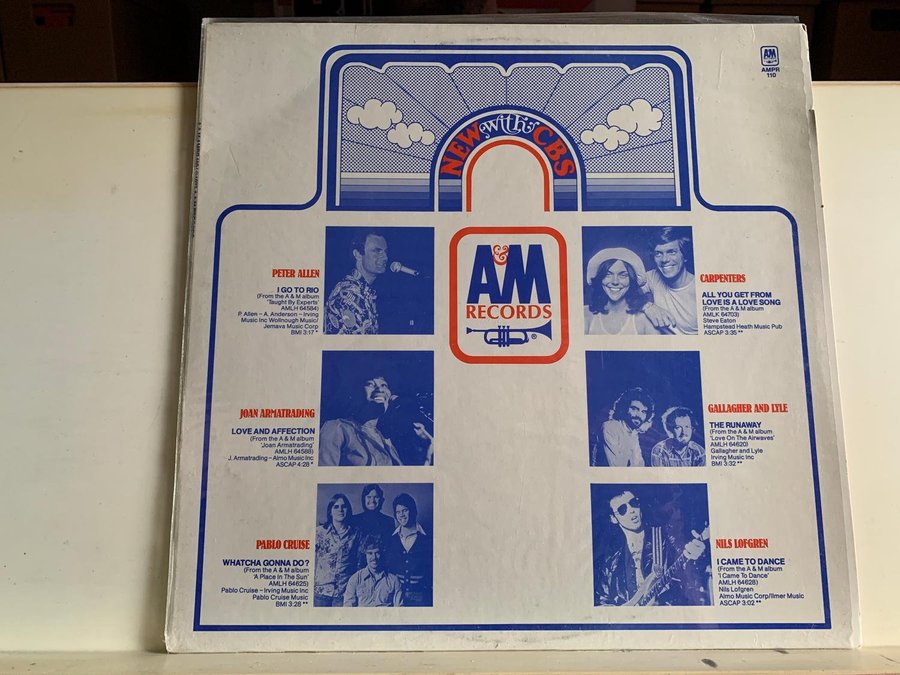 A&M
RECORDS
AMPR
110
NEW with CBS
A&M
RECORDS
®
PETER ALLEN
I GO TO RIO
(From the A & M album
'Taught By Experts'
AMLH 64584)
P. Allen – A. Anderson – Irving
Music Inc Woolnough Music/
Jemava Music Corp
BMI 3:17 *
JOAN ARMATRADING
LOVE AND AFFECTION
(From the A & M album
'Joan Armatrading'
AMLH 64588)
J. Armatrading – Almo Music Inc
ASCAP 4:28 *
PABLO CRUISE
WHATCHA GONNA DO?
(From the A & M album
'A Place In The Sun'
AMLH 64625)
Pablo Cruise – Irving Music Inc
Pablo Cruise Music
BMI 3:28 **
CARPENTERS
ALL YOU GET FROM
LOVE IS A LOVE SONG
(From the A & M album
AMLK 64703)
Steve Eaton
Hampstead Heath Music Pub
ASCAP 3:35 **
GALLAGHER AND LYLE
THE RUNAWAY
(From the A & M album
'Love On The Airwaves'
AMLH 64620)
Gallagher and Lyle
Irving Music Inc
BMI 3:32 **
NILS LOFGREN
I CAME TO DANCE
(From the A & M album
'I Came To Dance'
AMLH 64628)
Nils Lofgren
Almo Music Corp/Ilmer Music
ASCAP 3:02 **